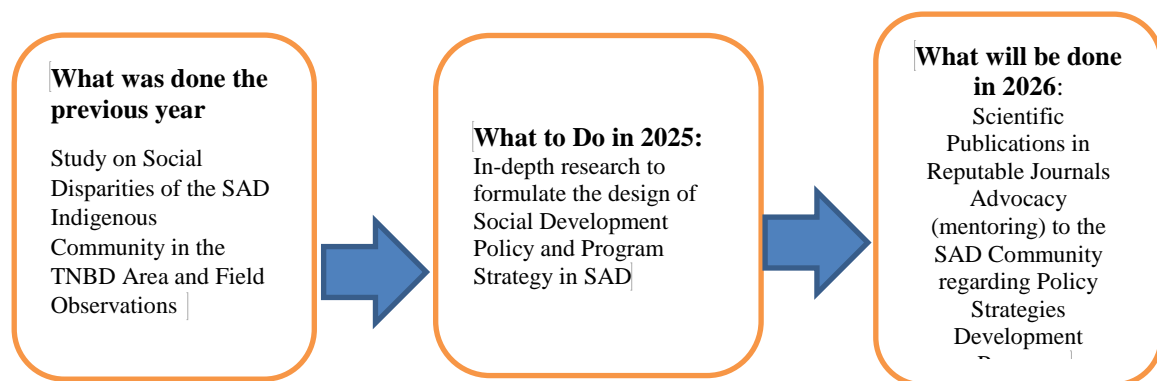 What was done the
previous year
Study on Social
Disparities of the SAD
Indigenous
Community in the
TNBD Area and Field
Observations
What to Do in 2025:
In-depth research to
formulate the design of
Social Development
Policy and Program
Strategy in SAD
What will be done
in 2026:
Scientific
Publications in
Reputable Journals
Advocacy
(mentoring) to the
SAD Community
regarding Policy
Strategies
Development